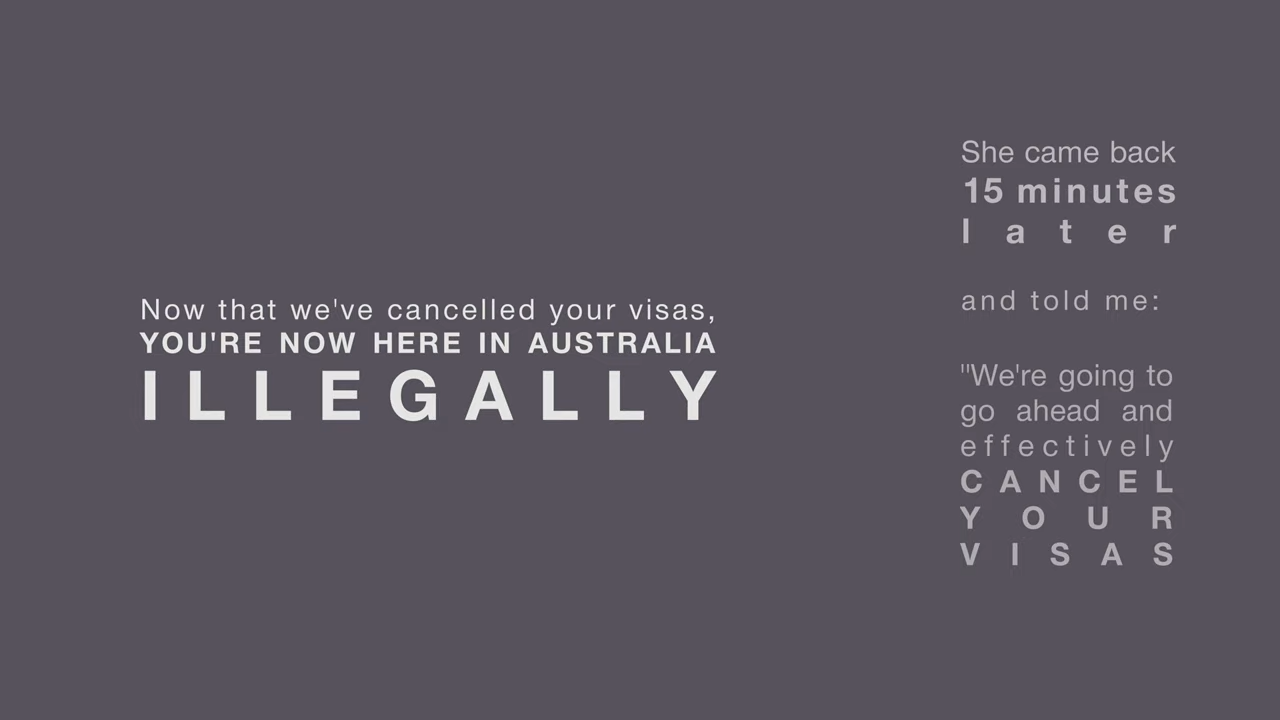 Now that we've cancelled your visas,
YOU'RE NOW HERE IN AUSTRALIA
ILLEGALLY
She came back
15 minutes
later
and told me:
"We're going to
go ahead and
effectively
CANCEL
YOUR
VISAS